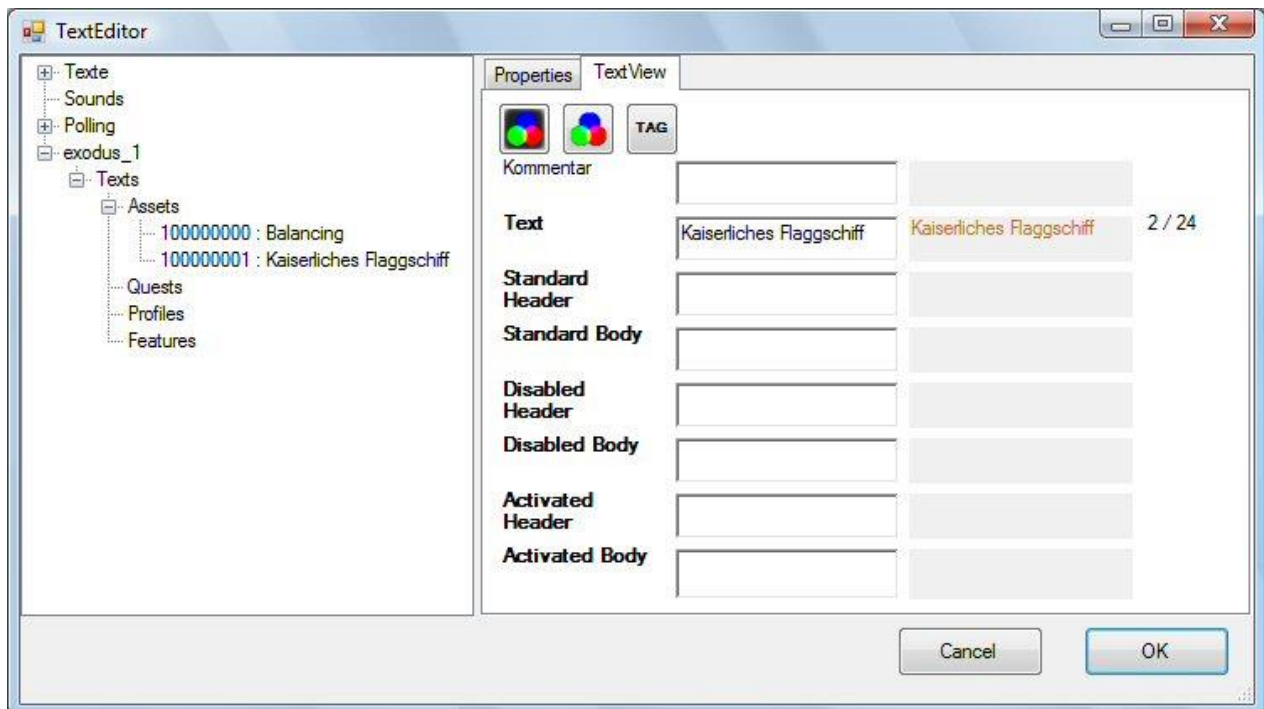 TextEditor
Texte
Sounds
Polling
exodus_1
Texts
Assets
100000000 : Balancing
100000001 : Kaiserliches Flaggschiff
Quests
Profiles
Features
Properties
TextView
TAG
Kommentar
Text
Kaiserliches Flaggschiff
Kaiserliches Flaggschiff
2 / 24
Standard
Header
Standard Body
Disabled
Header
Disabled Body
Activated
Header
Activated Body
Cancel
OK